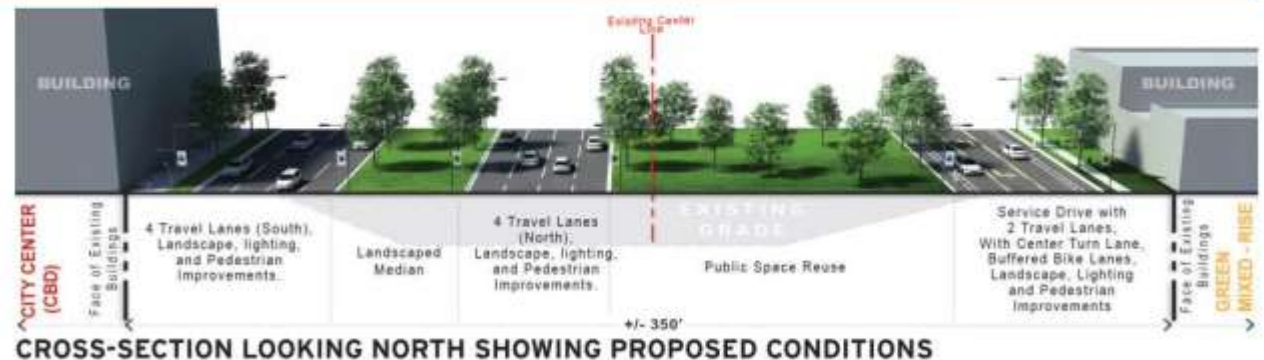 Existing Center
Line
BUILDING
BUILDING
EXISTING
GRADE
CITY CENTER
(CBD)
Face of Existing
Buildings
4 Travel Lanes (South),
Landscape, lighting,
and Pedestrian
Improvements.
Landscaped
Median
4 Travel Lanes
(North),
Landscape, lighting,
and Pedestrian
Improvements.
Public Space Reuse
Service Drive with
2 Travel Lanes,
With Center Turn Lane,
Buffered Bike Lanes,
Landscape, Lighting
and Pedestrian
Improvements
Face of Existing
Buildings
GREEN
MIXED - RISE
+/- 350'
CROSS-SECTION LOOKING NORTH SHOWING PROPOSED CONDITIONS